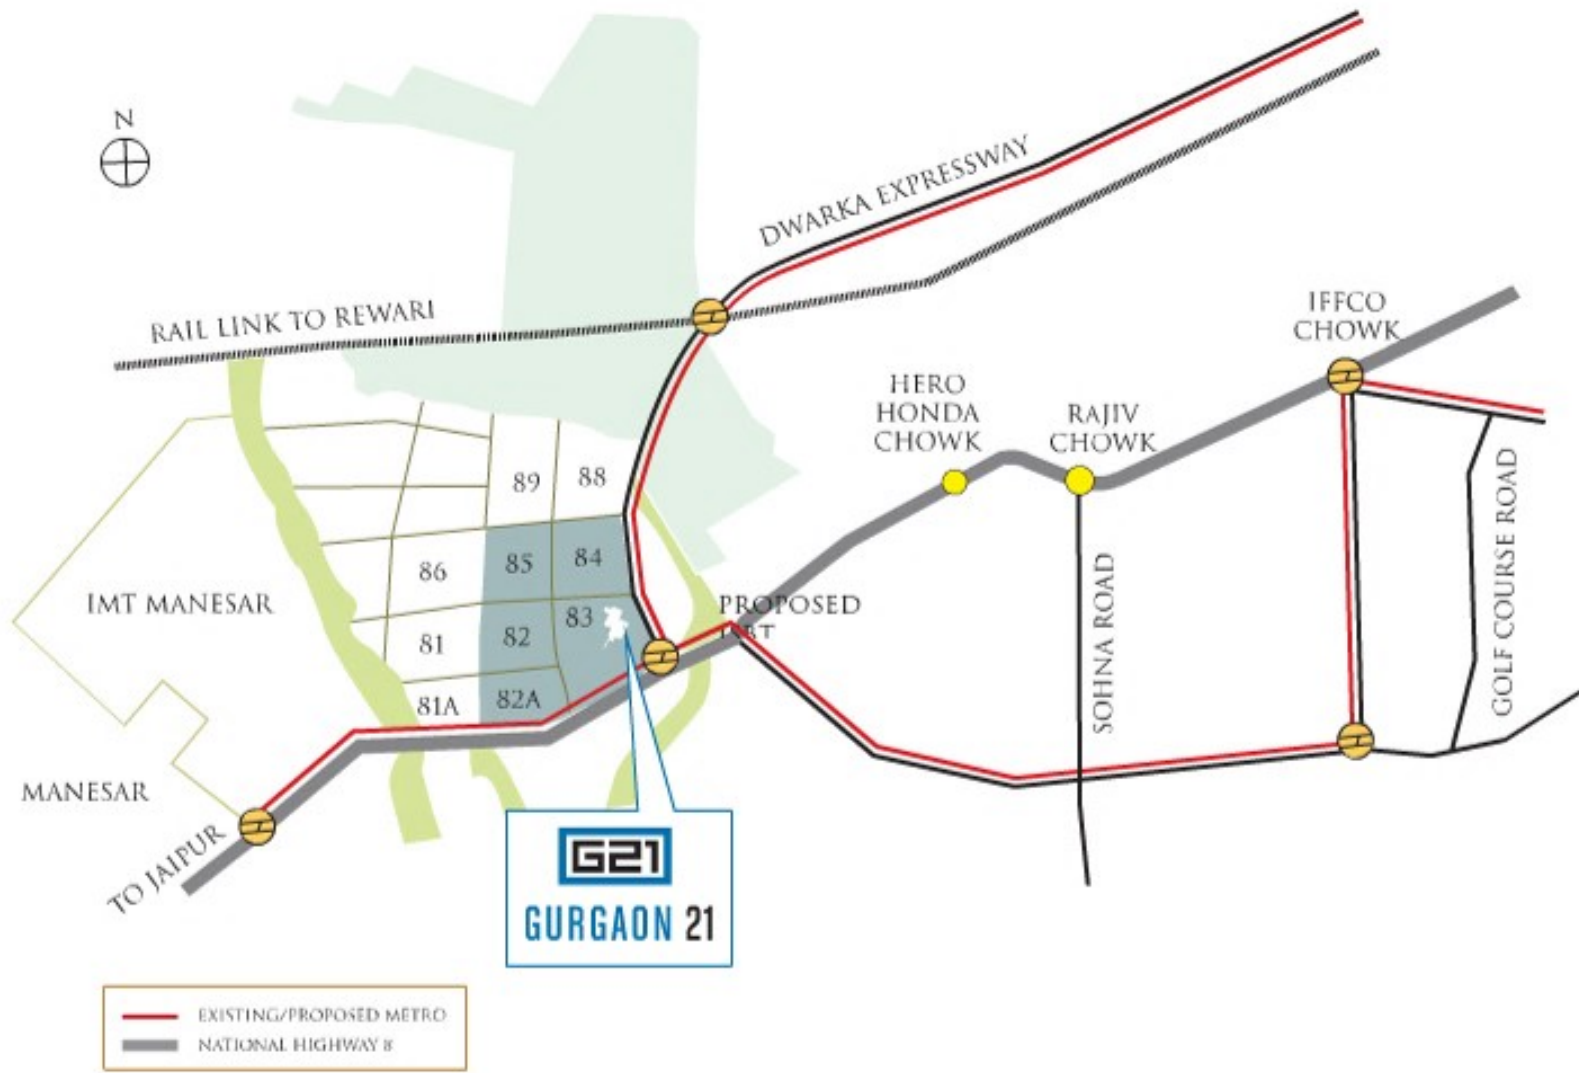 N
DWARKA EXPRESSWAY
RAIL LINK TO REWARI
IFFCO
CHOWK
HERO
HONDA
CHOWK
RAJIV
CHOWK
89
88
GOLF COURSE ROAD
86
85
84
IMT MANESAR
PROPOSED
SOHNA ROAD
81
82
83
81A
82A
MANESAR
TO JAIPUR
G21
GURGAON 21
EXISTING/PROPOSED METRO
NATIONAL HIGHWAY 8